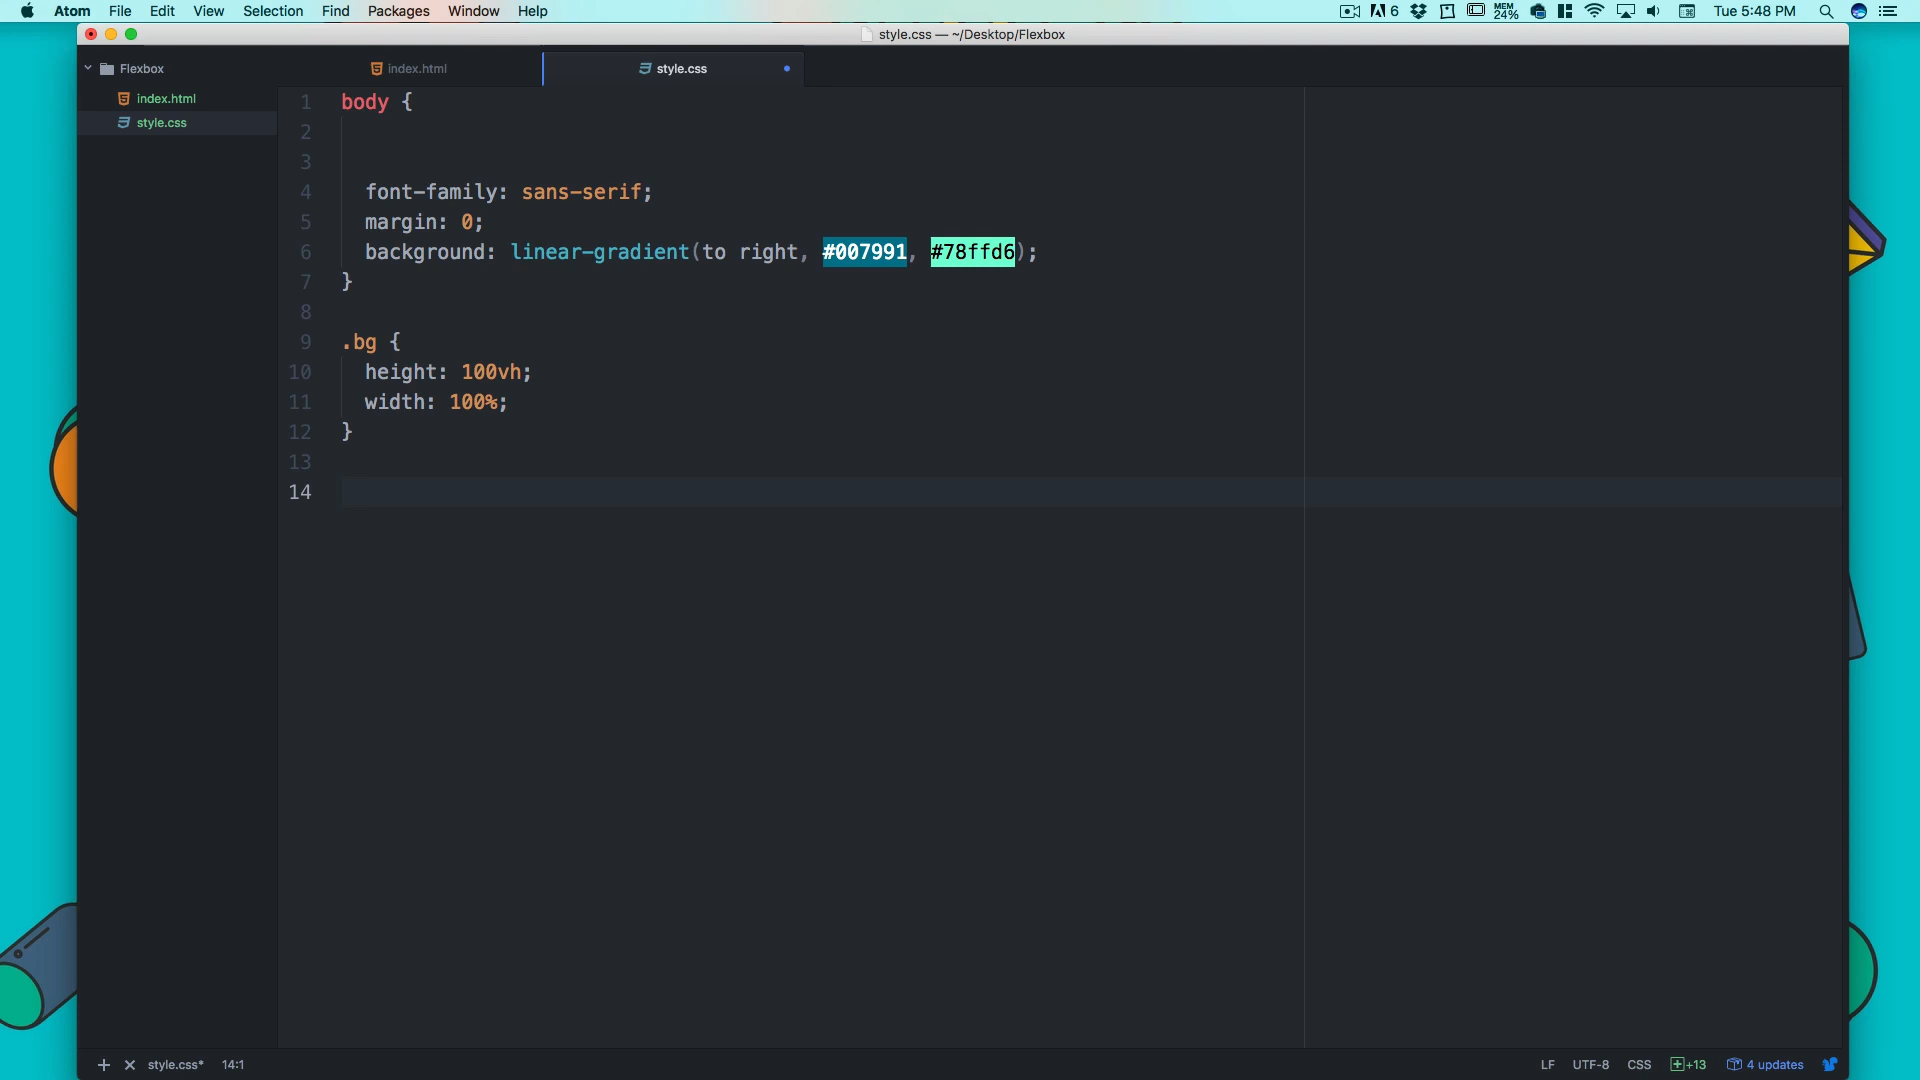 Atom File Edit View Selection Find Packages Window Help 6 MEM 24% Tue 5:48 PM
style.css — ~/Desktop/Flexbox
Flexbox index.html style.css
index.html
style.css
1 body {
2
3
4 font-family: sans-serif;
5 margin: 0;
6 background: linear-gradient(to right, #007991, #78ffd6);
7 }
8
9 .bg {
10 height: 100vh;
11 width: 100%;
12 }
13
14
style.css* 14:1 LF UTF-8 CSS +13 4 updates